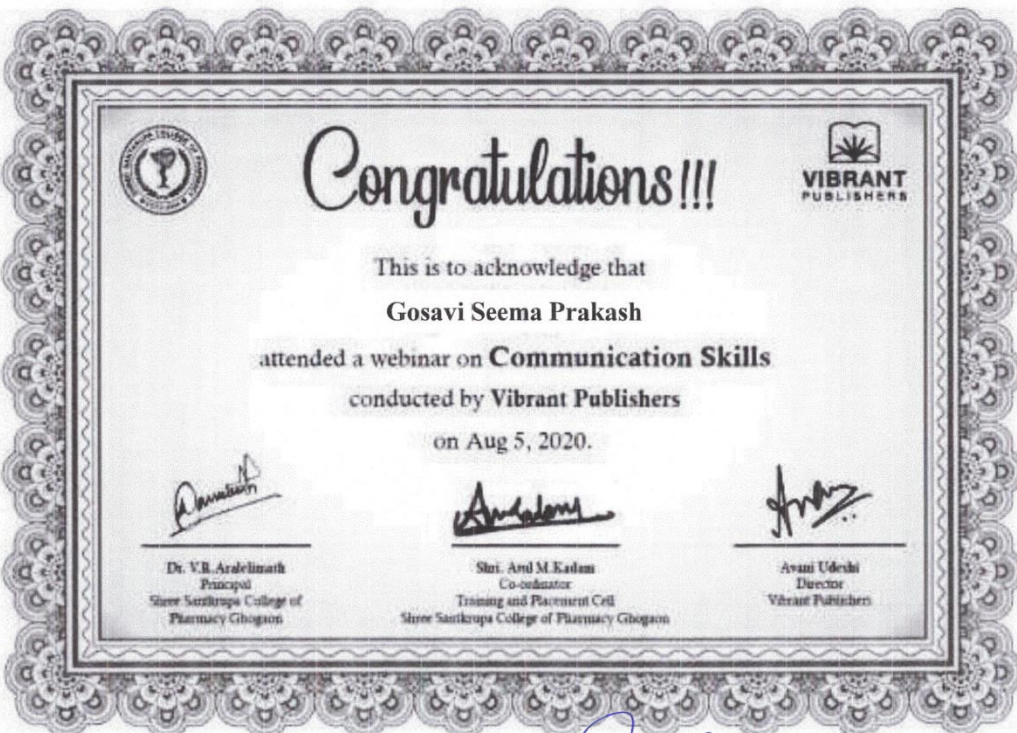 Congratulations!!!
VIBRANT
PUBLISHERS
This is to acknowledge that
Gosavi Seema Prakash
attended a webinar on Communication Skills
conducted by Vibrant Publishers
on Aug 5, 2020.
Dr. V.R.Aralelimath
Principal
Shree Santkrupa College of
Pharmacy Ghogaon
Shri. Amol M.Kadam
Co-ordinator
Training and Placement Cell
Shree Santkrupa College of Pharmacy Ghogaon
Avani Udeshi
Director
Vibrant Publishers